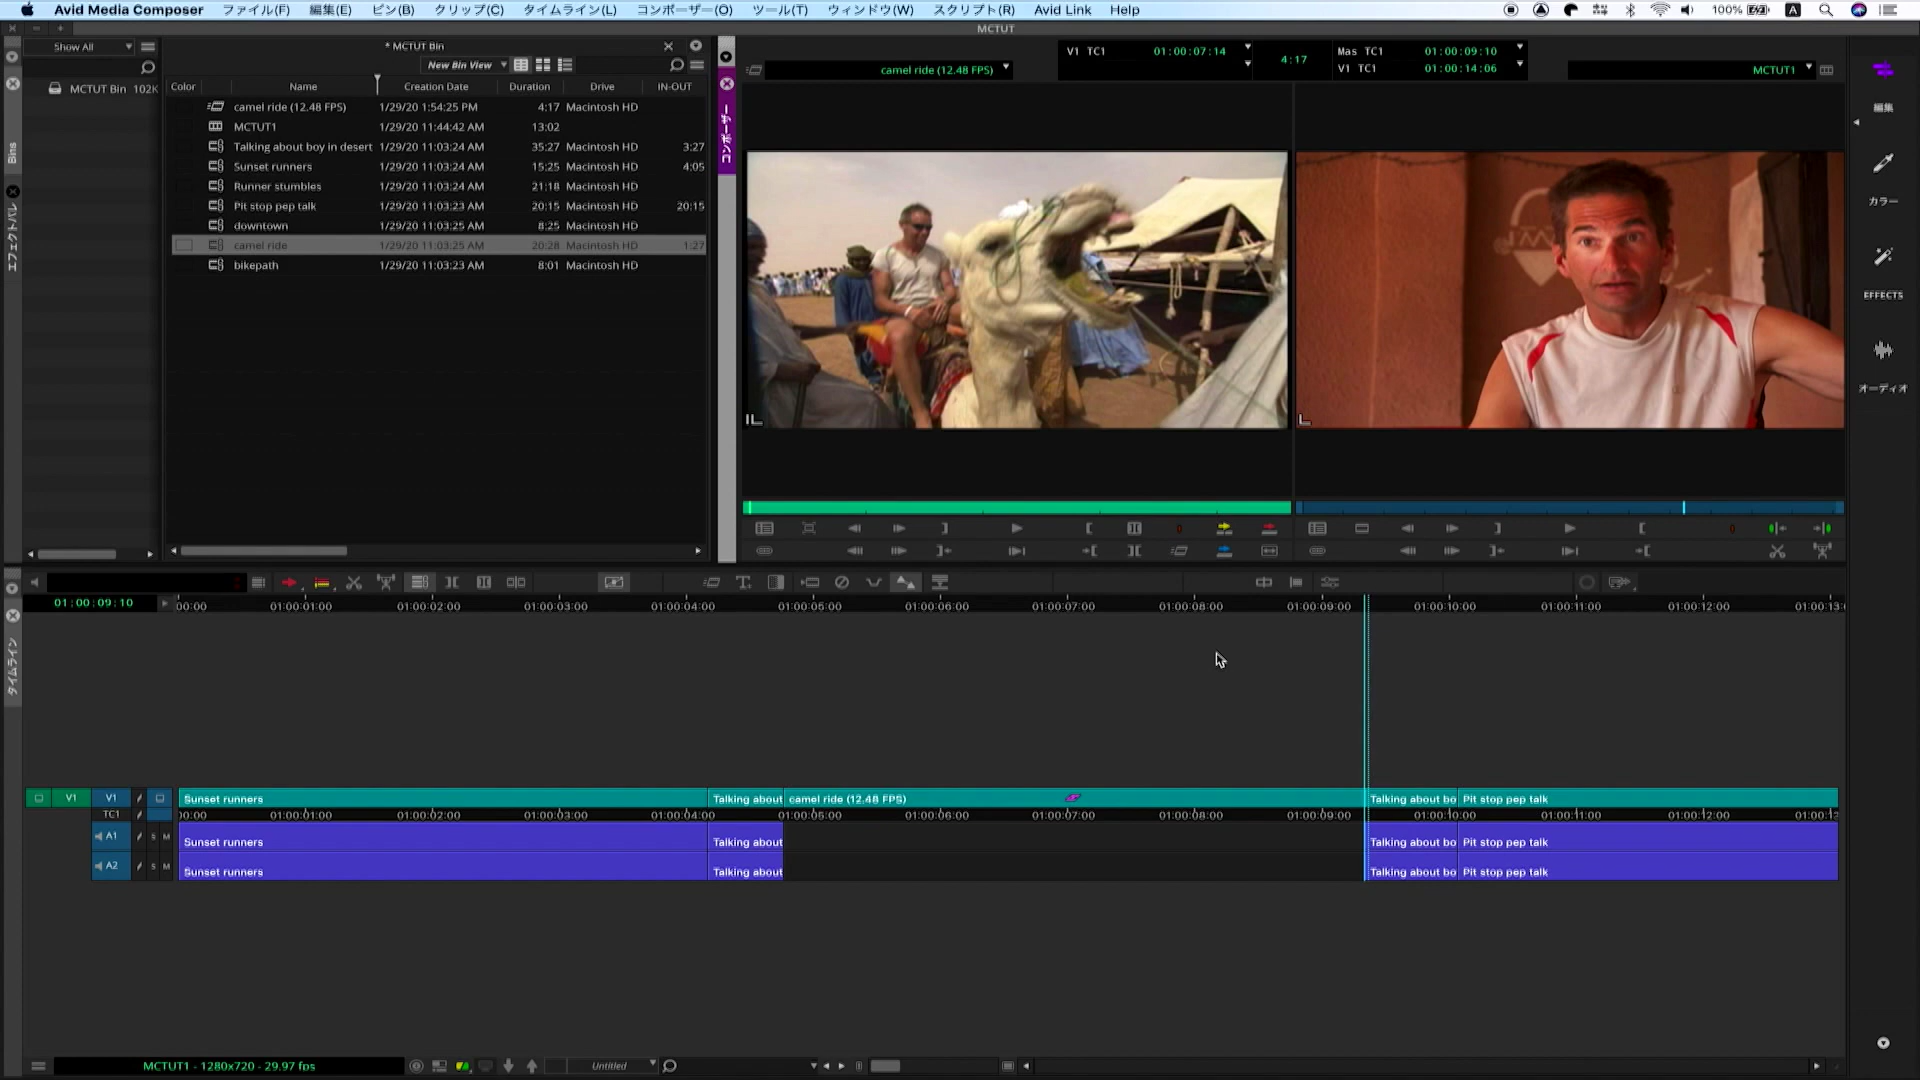 Avid Media Composer ファイル(F) 編集(E) ビン(B) クリップ(C) タイムライン(L) コンポーザー(O) ツール(T) ウィンドウ(W) スクリプト(R) Avid Link Help 100% A
MCTUT
Show All
MCTUT Bin 102K
Bins
エフェクトパレ
* MCTUT Bin
New Bin View
Color Name Creation Date Duration Drive IN-OUT
camel ride (12.48 FPS) 1/29/20 1:54:25 PM 4:17 Macintosh HD
MCTUT1 1/29/20 11:44:42 AM 13:02
Talking about boy in desert 1/29/20 11:03:24 AM 35:27 Macintosh HD 3:27
Sunset runners 1/29/20 11:03:24 AM 15:25 Macintosh HD 4:05
Runner stumbles 1/29/20 11:03:24 AM 21:18 Macintosh HD
Pit stop pep talk 1/29/20 11:03:23 AM 20:15 Macintosh HD 20:15
downtown 1/29/20 11:03:25 AM 8:25 Macintosh HD
camel ride 1/29/20 11:03:25 AM 20:28 Macintosh HD 1:27
bikepath 1/29/20 11:03:23 AM 8:01 Macintosh HD
コンポーザー
camel ride (12.48 FPS)
V1 TC1 01:00:07:14
4:17
Mas TC1 01:00:09:10
V1 TC1 01:00:14:06
MCTUT1
編集
カラー
EFFECTS
オーディオ
タイムライン
01:00:09:10
00:00 01:00:01:00 01:00:02:00 01:00:03:00 01:00:04:00 01:00:05:00 01:00:06:00 01:00:07:00 01:00:08:00 01:00:09:00 01:00:10:00 01:00:11:00 01:00:12:00 01:00:13:
V1 V1 Sunset runners Talking about camel ride (12.48 FPS) Talking about bo Pit stop pep talk
TC1 00:00 01:00:01:00 01:00:02:00 01:00:03:00 01:00:04:00 01:00:05:00 01:00:06:00 01:00:07:00 01:00:08:00 01:00:09:00 01:00:10:00 01:00:11:00 01:00:12:00 01:00:13
A1 S M Sunset runners Talking about Talking about bo Pit stop pep talk
A2 S M Sunset runners Talking about Talking about bo Pit stop pep talk
MCTUT1 - 1280x720 - 29.97 fps
Untitled